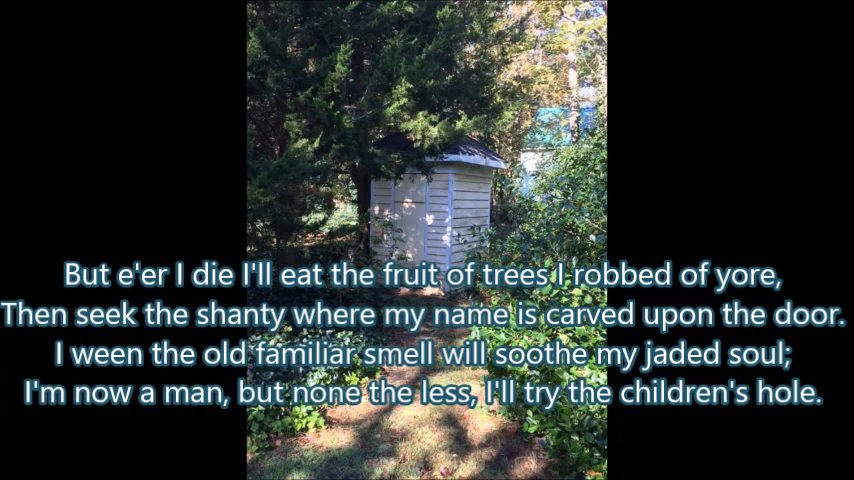 But e'er I die I'll eat the fruit of trees I robbed of yore,
Then seek the shanty where my name is carved upon the door.
I ween the old familiar smell will soothe my jaded soul;
I'm now a man, but none the less, I'll try the children's hole.